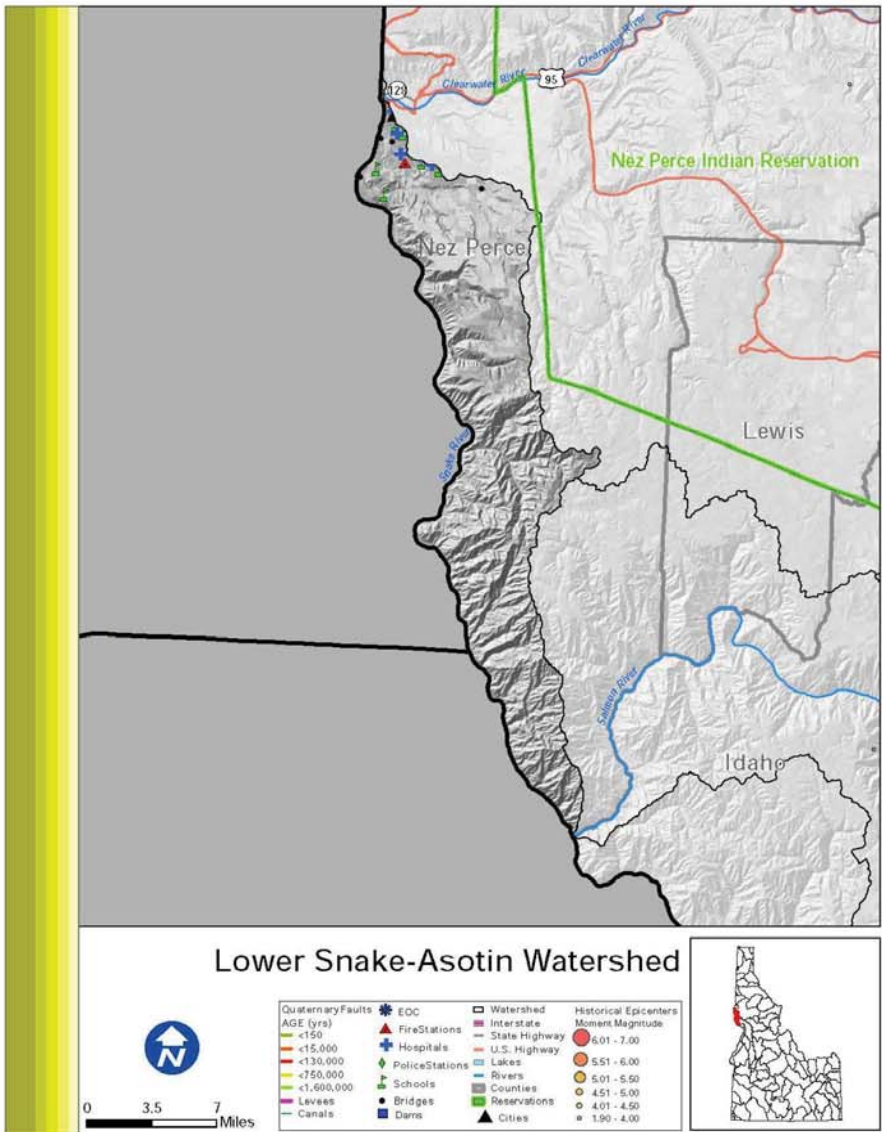 Clearwater River
Clearwater River
128
95
Nez Perce Indian Reservation
Nez Perce
Lewis
Snake River
Salmon River
Idaho
Lower Snake-Asotin Watershed
N
0 3.5 7
Miles
Quaternary Faults
AGE (yrs)
<150
<15,000
<130,000
<750,000
<1,600,000
Levees
Canals
EOC
FireStations
Hospitals
PoliceStations
Schools
Bridges
Dams
Watershed
Interstate
State Highway
U.S. Highway
Lakes
Rivers
Counties
Reservations
Cities
Historical Epicenters
Moment Magnitude
6.01 - 7.00
5.51 - 6.00
5.01 - 5.50
4.51 - 5.00
4.01 - 4.50
1.90 - 4.00